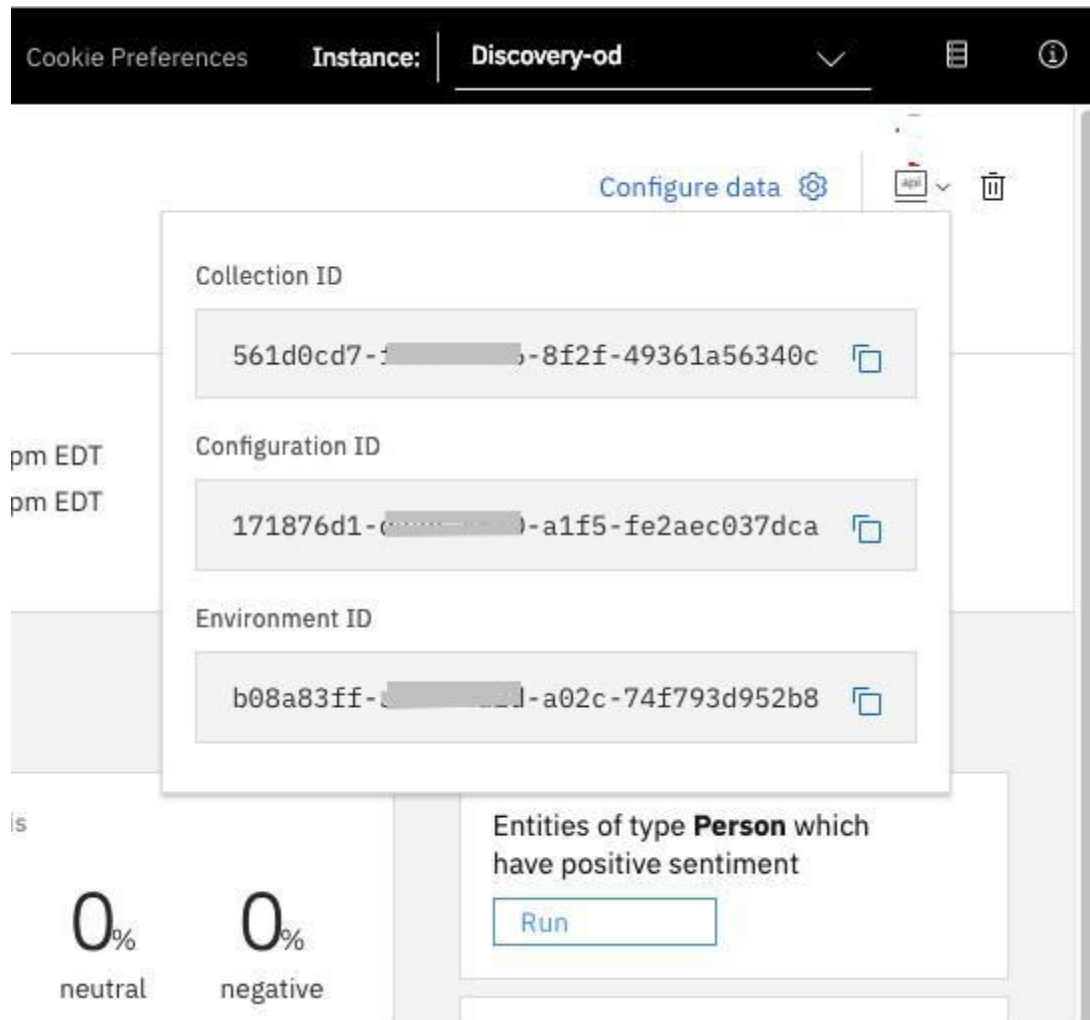 Cookie Preferences Instance: Discovery-od
Configure data api
Collection ID
561d0cd7- -8f2f-49361a56340c
pm EDT
Configuration ID
pm EDT
171876d1- -a1f5-fe2aec037dca
Environment ID
b08a83ff- -a02c-74f793d952b8
is
Entities of type Person which
have positive sentiment
0% 0%
Run
neutral negative